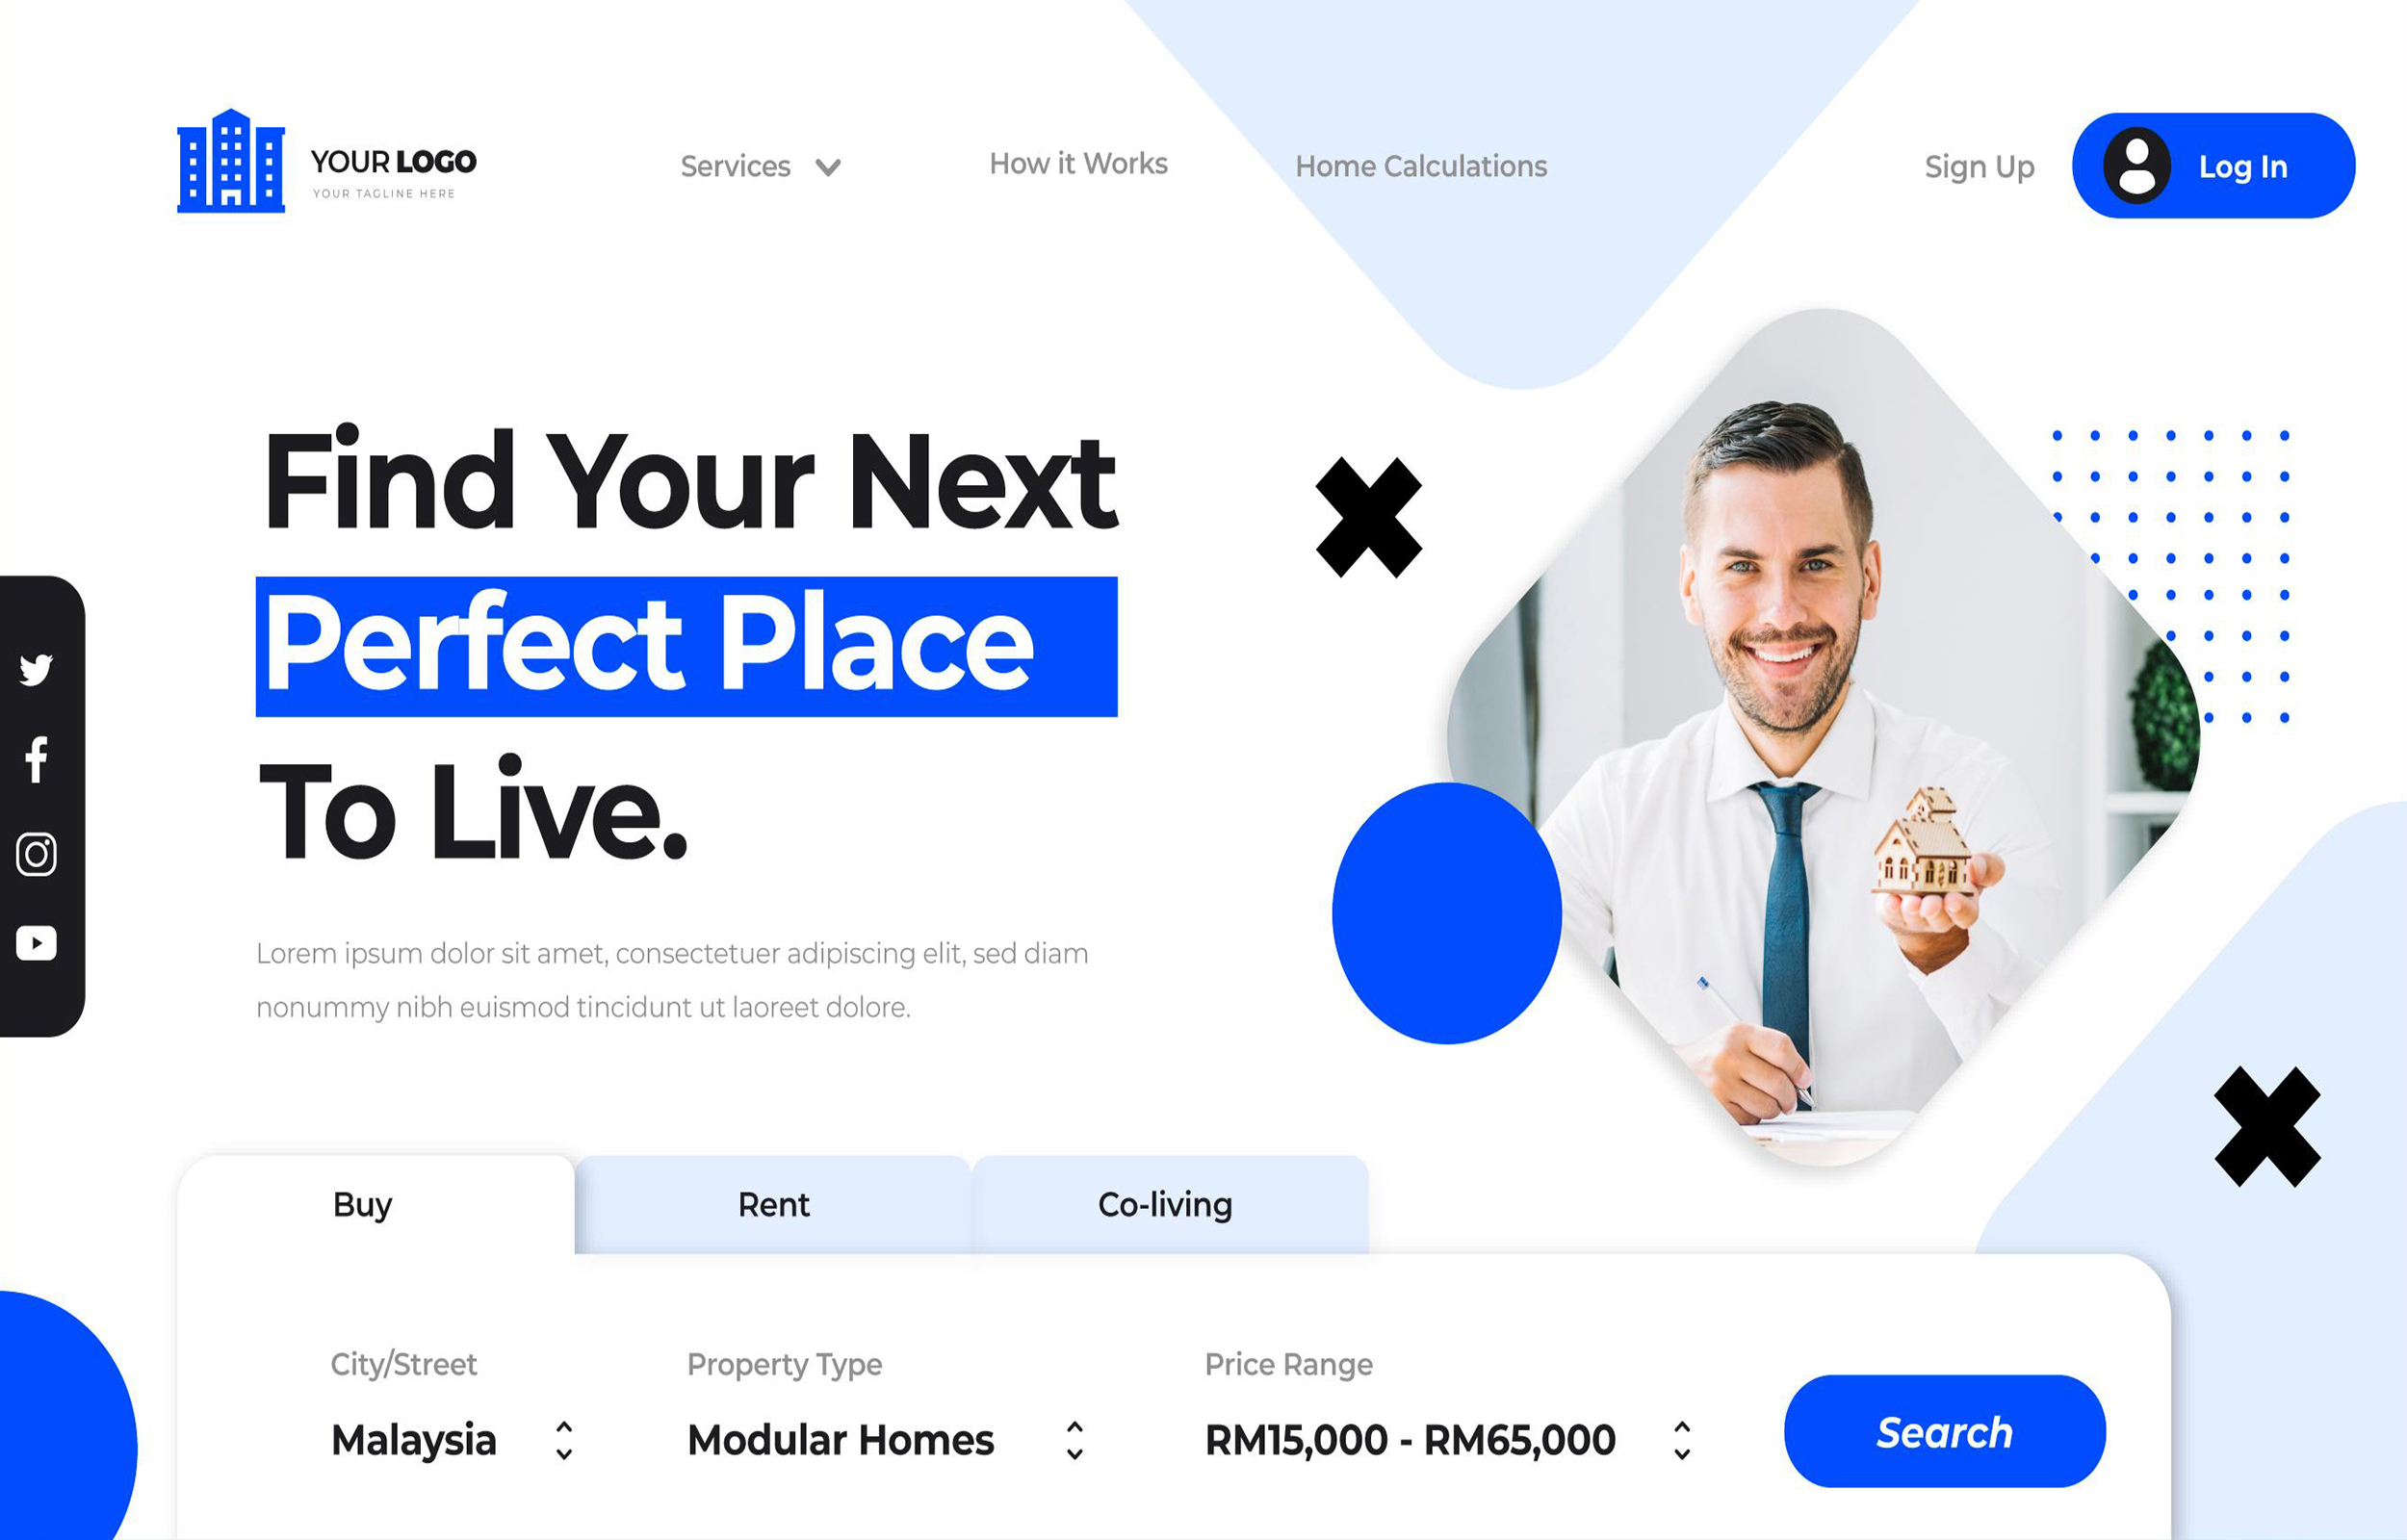 YOUR LOGO
YOUR TAGLINE HERE
Services
How it Works
Home Calculations
Sign Up
Log In
Find Your Next
Perfect Place
To Live.
Lorem ipsum dolor sit amet, consectetuer adipiscing elit, sed diam
nonummy nibh euismod tincidunt ut laoreet dolore.
Buy
Rent
Co-living
City/Street
Property Type
Price Range
Malaysia
Modular Homes
RM15,000 - RM65,000
Search